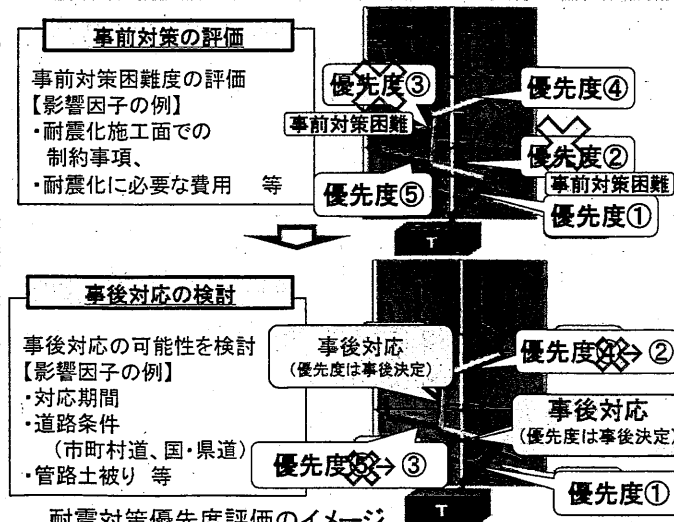 事前対策の評価
事前対策困難度の評価
【影響因子の例】
・耐震化施工面での
制約事項、
・耐震化に必要な費用 等
優先度③
事前対策困難
優先度④
優先度②
事前対策困難
優先度⑤
優先度①
T
事後対応の検討
事後対応の可能性を検討
【影響因子の例】
・対応期間
・道路条件
(市町村道、国・県道)
・管路土被り 等
事後対応
(優先度は事後決定)
優先度④→②
事後対応
(優先度は事後決定)
優先度⑤→③
優先度①
T
耐震対策優先度評価のイメージ